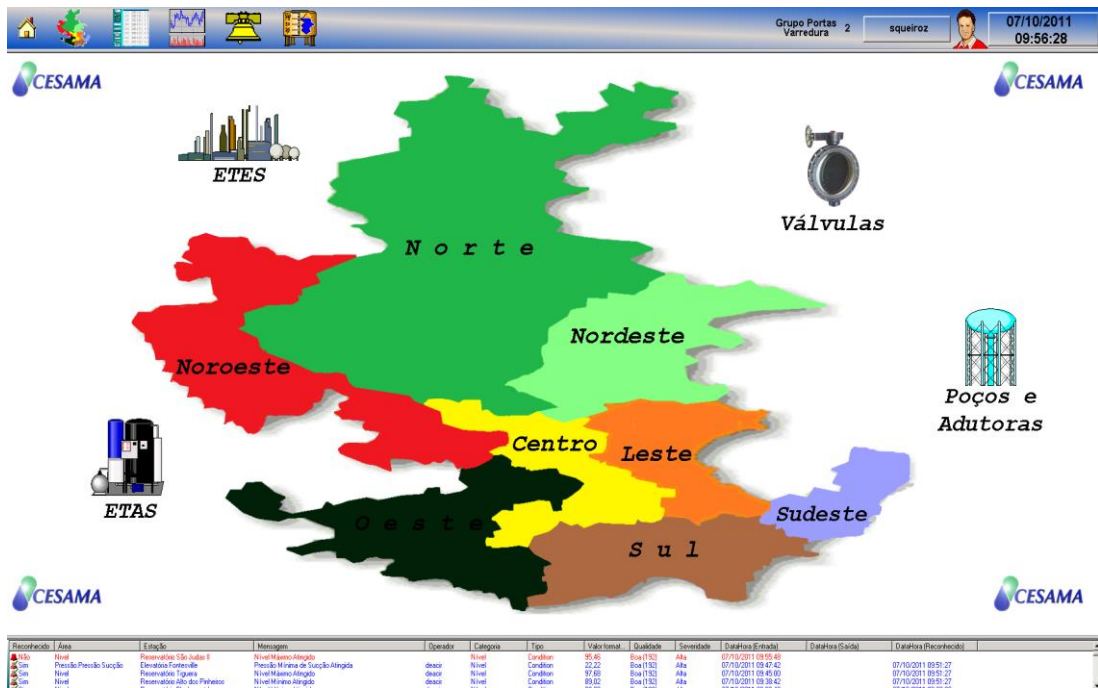 Grupo Portas
Varredura 2
squeiroz
07/10/2011
09:56:28
CESAMA
CESAMA
ETES
Válvulas
Norte
Nordeste
Noroeste
Poços e
Adutoras
Centro
Leste
ETAS
Oeste
Sudeste
Sul
CESAMA
CESAMA
Reconhecido Área Estação Mensagem Operador Categoria Tipo Valor format... Qualidade Severidade DataHora (Entrada) DataHora (Saída) DataHora (Reconhecido)
Não Nível Reservatório São Judas II Nível Máximo Atingido Nível Condition 95,46 Boa (192) Alta 07/10/2011 09:55:48
Sim Pressão.Pressão Sucção Elevatória Fontesville Pressão Mínima de Sucção Atingida deacir Nível Condition 22,22 Boa (192) Alta 07/10/2011 09:47:42 07/10/2011 09:51:27
Sim Nível Reservatório Tiguera Nível Máximo Atingido deacir Nível Condition 97,68 Boa (192) Alta 07/10/2011 09:45:00 07/10/2011 09:51:27
Sim Nível Reservatório Alto dos Pinheiros Nível Mínimo Atingido deacir Nível Condition 89,02 Boa (192) Alta 07/10/2011 09:38:42 07/10/2011 09:51:27